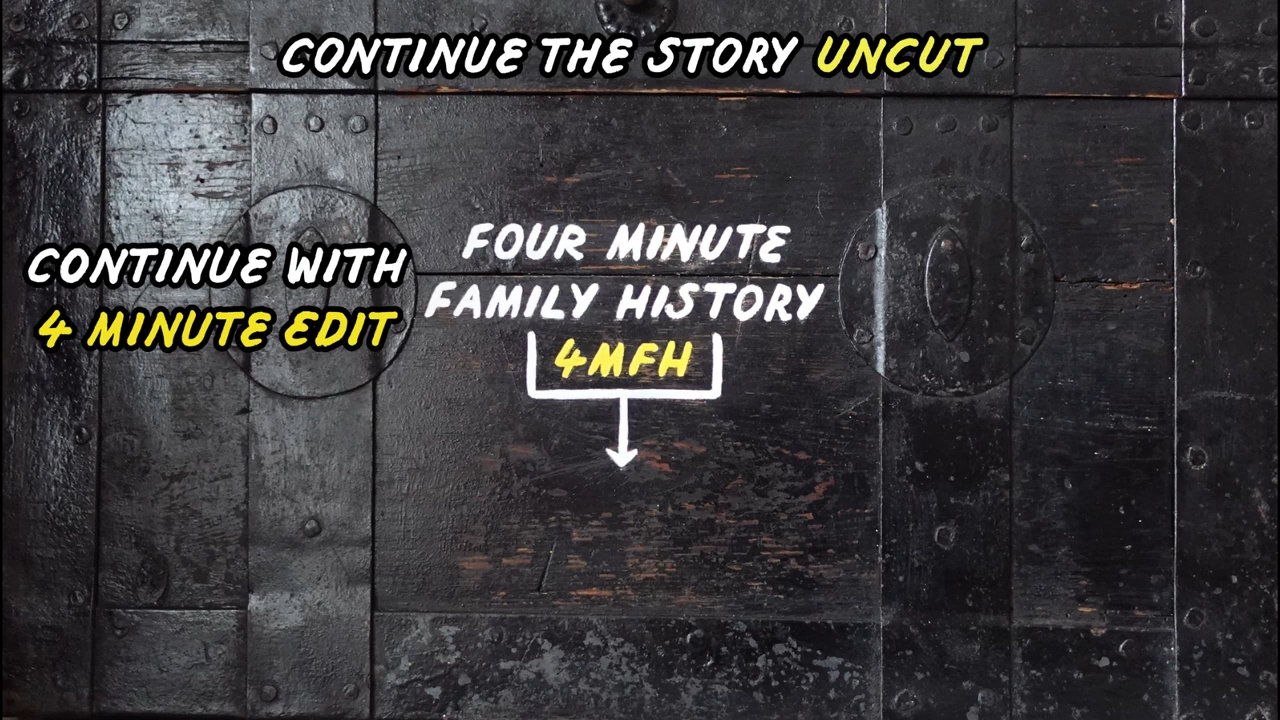 CONTINUE THE STORY UNCUT
CONTINUE WITH
4 MINUTE EDIT
FOUR MINUTE
FAMILY HISTORY
4MFH